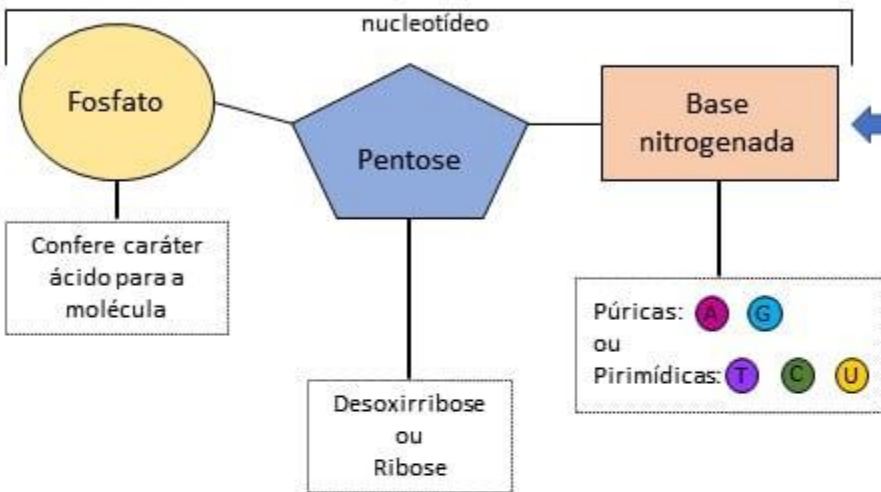 nucleotídeo
Fosfato
Pentose
Base
nitrogenada
Confere caráter
ácido para a
molécula
Púricas: A G
ou
Pirimídicas: T C U
Desoxirribose
ou
Ribose